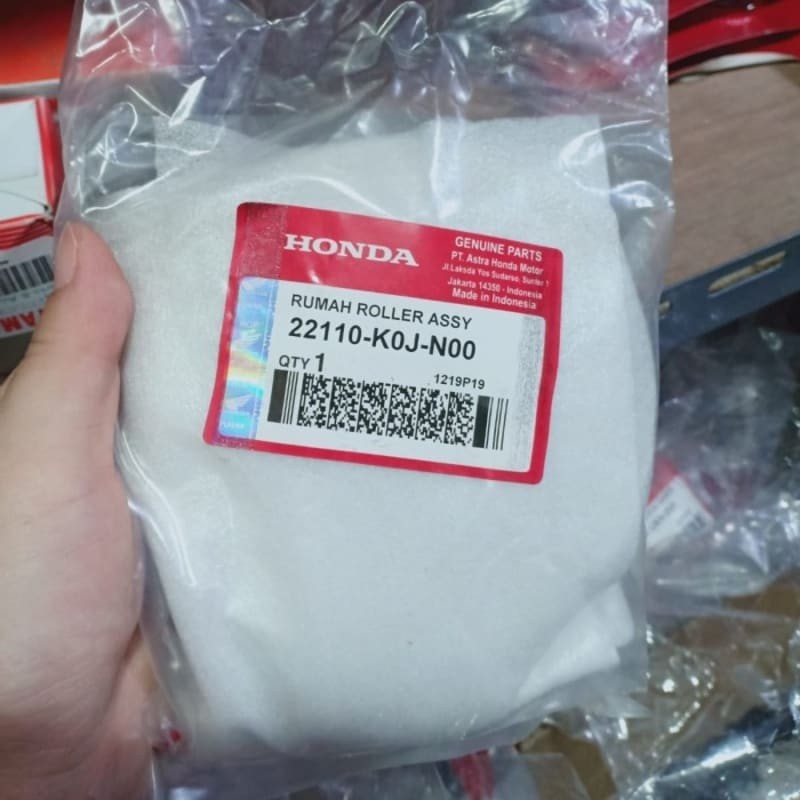 HONDA
GENUINE PARTS
PT. Astra Honda Motor
Jl.Laksda Yos Sudarso, Sunter 1
Jakarta 14350 - Indonesia
Made in Indonesia
RUMAH ROLLER ASSY
22110-K0J-N00
QTY 1
1219P19